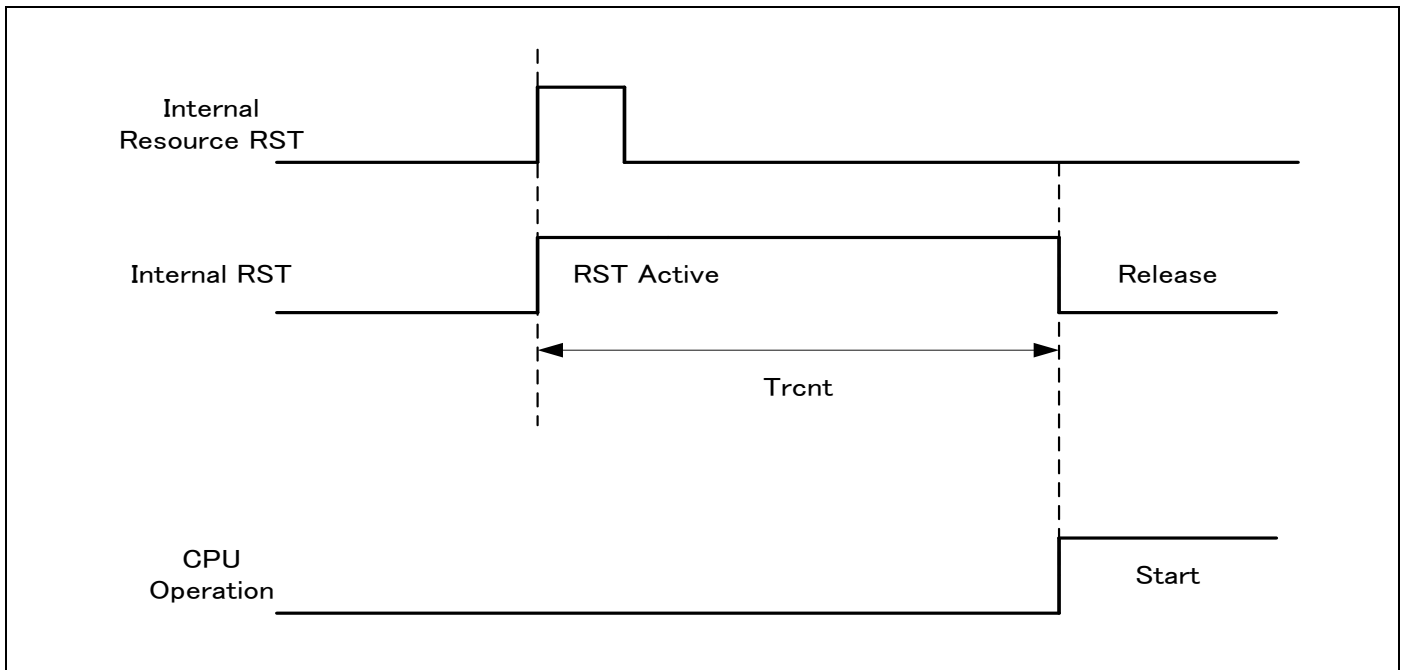 Internal
Resource RST
Internal RST
RST Active
Release
Trcnt
CPU
Operation
Start